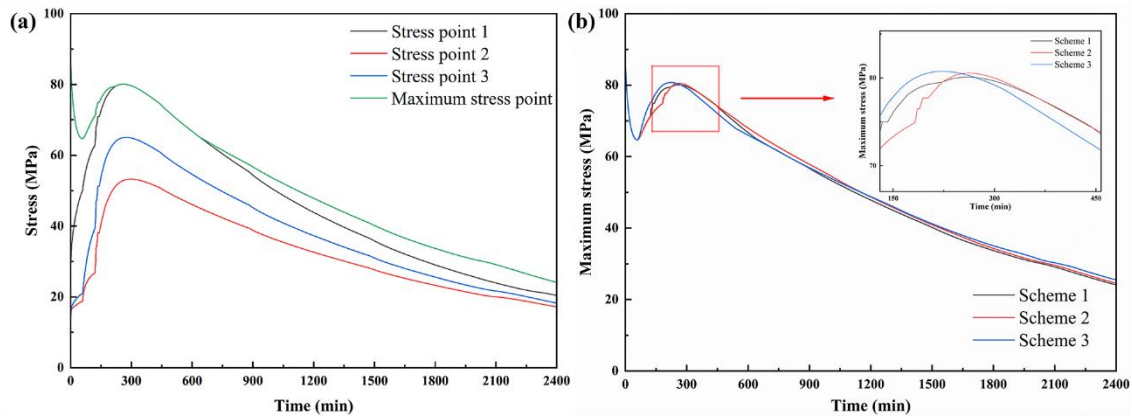 (a)
Stress point 1
Stress point 2
Stress point 3
Maximum stress point
Stress (MPa)
100
80
60
40
20
0
0 300 600 900 1200 1500 1800 2100 2400
Time (min)
(b)
Scheme 1
Scheme 2
Scheme 3
Maximum stress (MPa)
80
70
150 300 450
Time (min)
Maximum stress (MPa)
100
80
60
40
20
0
Scheme 1
Scheme 2
Scheme 3
0 300 600 900 1200 1500 1800 2100 2400
Time (min)